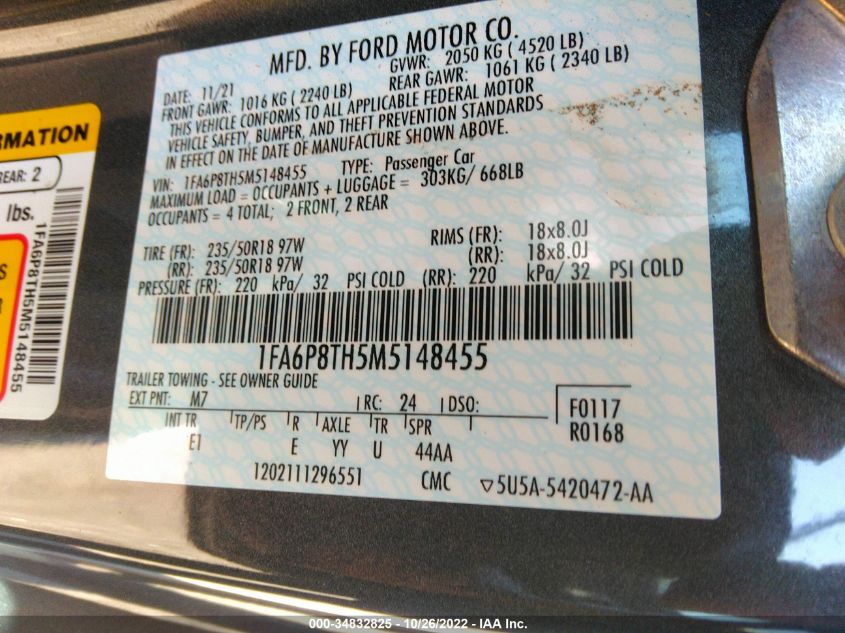 MFD. BY FORD MOTOR CO.
DATE: 11/21
GVWR: 2050 KG ( 4520 LB)
FRONT GAWR: 1016 KG ( 2240 LB)
REAR GAWR: 1061 KG ( 2340 LB)
THIS VEHICLE CONFORMS TO ALL APPLICABLE FEDERAL MOTOR
VEHICLE SAFETY, BUMPER, AND THEFT PREVENTION STANDARDS
IN EFFECT ON THE DATE OF MANUFACTURE SHOWN ABOVE.
VIN: 1FA6P8TH5M5148455 TYPE: Passenger Car
MAXIMUM LOAD = OCCUPANTS + LUGGAGE = 303KG/ 668LB
OCCUPANTS = 4 TOTAL; 2 FRONT, 2 REAR
TIRE (FR): 235/50R18 97W RIMS (FR): 18x8.0J
(RR): 235/50R18 97W (RR): 18x8.0J
PRESSURE (FR): 220 kPa/ 32 PSI COLD (RR): 220 kPa/ 32 PSI COLD
1FA6P8TH5M5148455
TRAILER TOWING - SEE OWNER GUIDE
EXT PNT: M7 RC: 24 DSO:
INT TR TP/PS R AXLE TR SPR
E1 E YY U 44AA
F0117
R0168
1202111296551 CMC ▽5U5A-5420472-AA
REAR: 2
lbs.
1FA6P8TH5M5148455
000-34832825 - 10/26/2022 - IAA Inc.